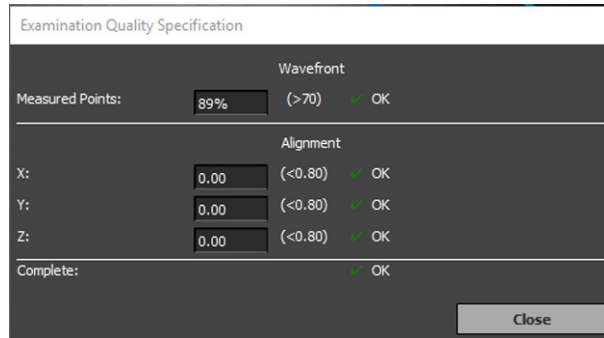 Examination Quality Specification
Wavefront
Measured Points: 89% (>70) ✓ OK
Alignment
X: 0.00 (<0.80) ✓ OK
Y: 0.00 (<0.80) ✓ OK
Z: 0.00 (<0.80) ✓ OK
Complete: ✓ OK
Close